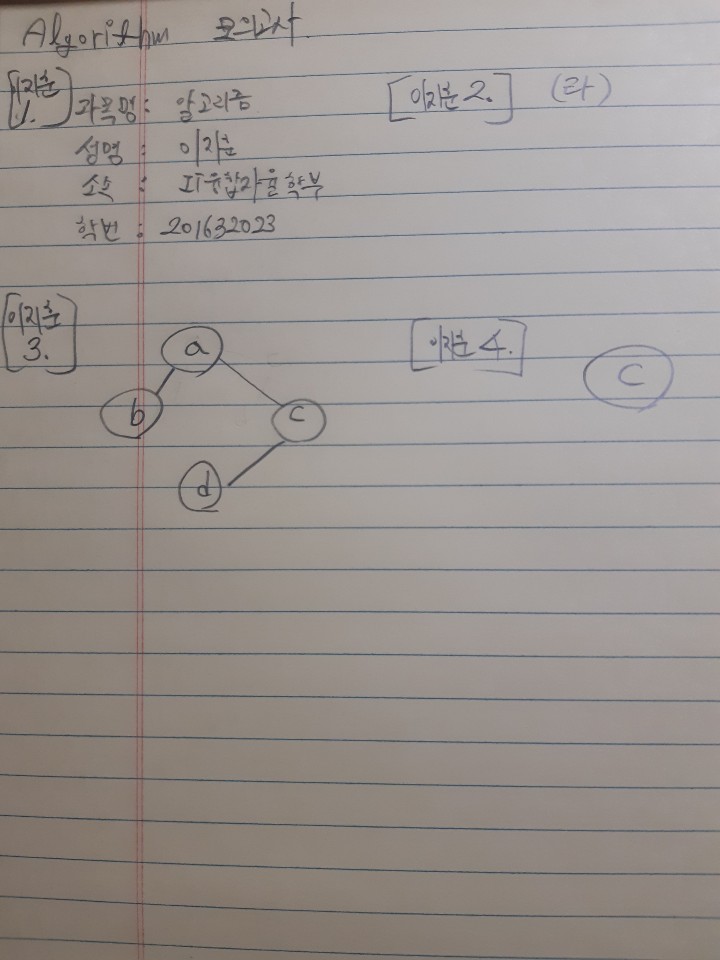 Algorithm 모의고사.
[이지훈 1.]
과목명 : 알고리즘
성명 : 이지훈
소속 : IT융합자율학부
학번 : 201632023
[이지훈 2.] (라)
[이지훈 3.]
a
b
c
d
[이지훈 4.]
C